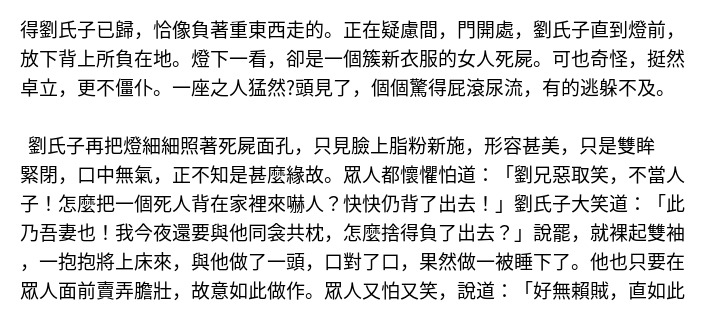 得劉氏子已歸，恰像負著重東西走的。正在疑慮間，門開處，劉氏子直到燈前，
放下背上所負在地。燈下一看，卻是一個簇新衣服的女人死屍。可也奇怪，挺然
卓立，更不僵仆。一座之人猛然?頭見了，個個驚得屁滾尿流，有的逃躲不及。
劉氏子再把燈細細照著死屍面孔，只見臉上脂粉新施，形容甚美，只是雙眸
緊閉，口中無氣，正不知是甚麼緣故。眾人都懷懼怕道：「劉兄惡取笑，不當人
子！怎麼把一個死人背在家裡來嚇人？快快仍背了出去！」劉氏子大笑道：「此
乃吾妻也！我今夜還要與他同衾共枕，怎麼捨得負了出去？」說罷，就裸起雙袖
，一抱抱將上床來，與他做了一頭，口對了口，果然做一被睡下了。他也只要在
眾人面前賣弄膽壯，故意如此做作。眾人又怕又笑，說道：「好無賴賊，直如此